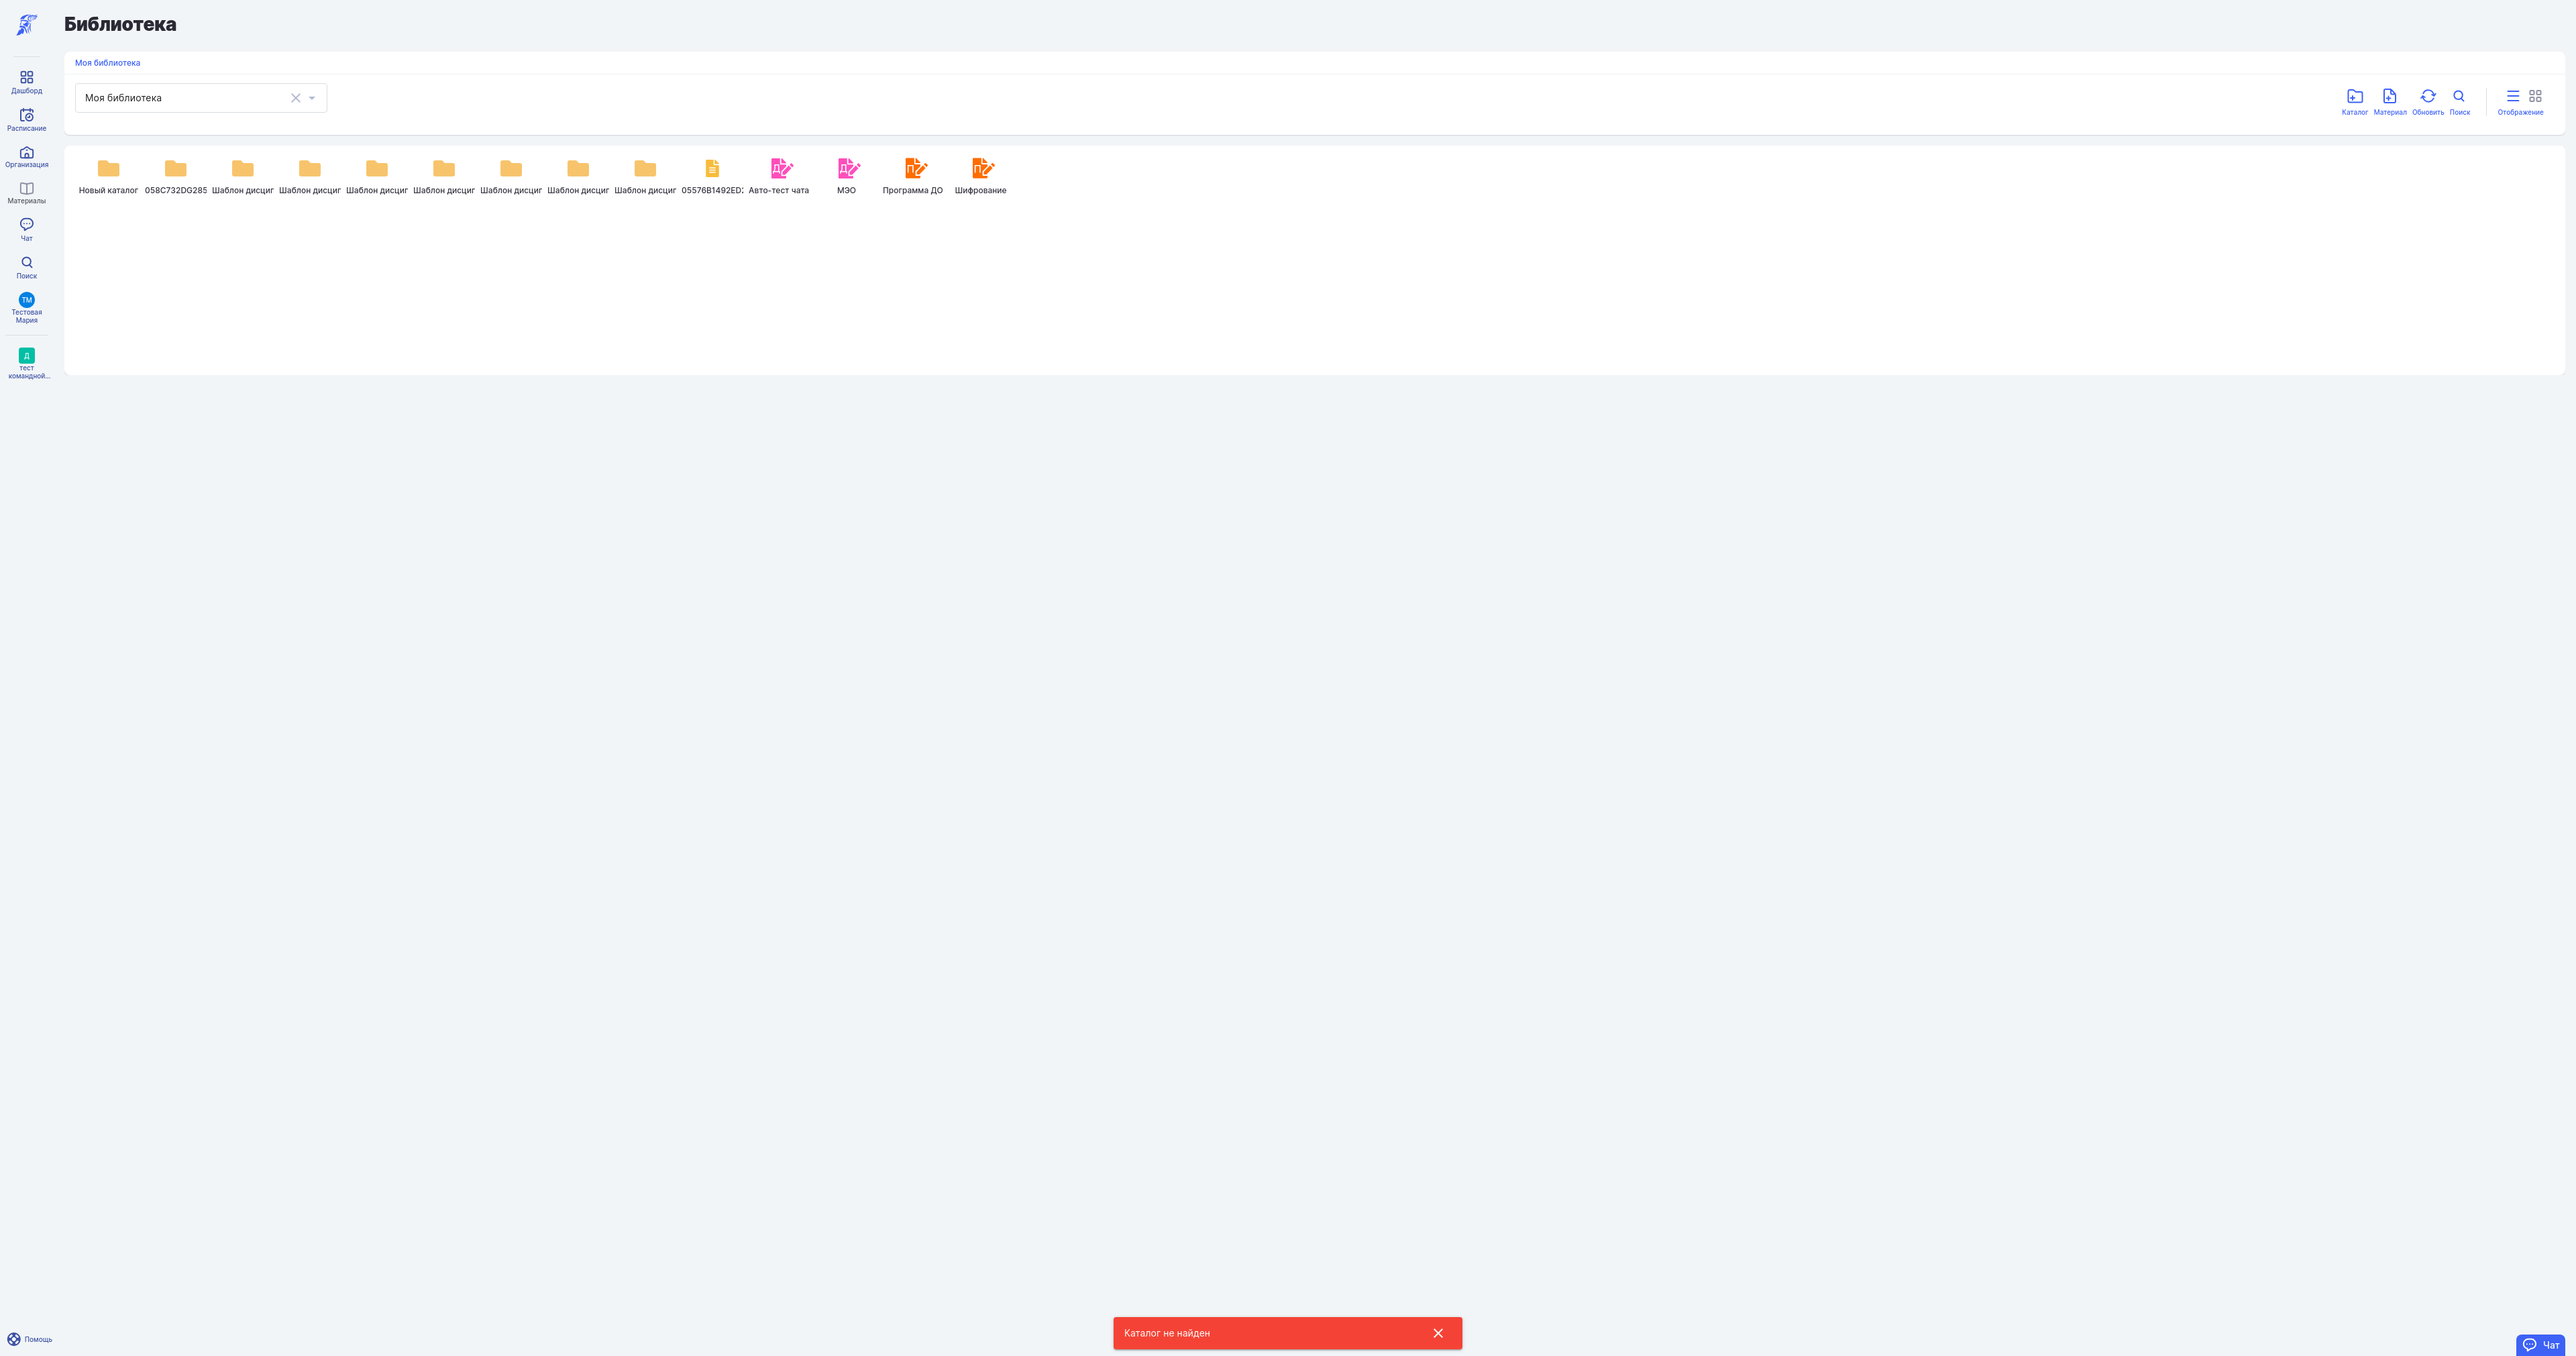 Библиотека
Моя библиотека
Моя библиотека
Каталог
Материал
Обновить
Поиск
Отображение
Дашборд
Расписание
Организация
Материалы
Чат
Поиск
ТМ
Тестовая
Мария
Д
тест
командной...
Новый каталог
058C732DG285
Шаблон дисциг
Шаблон дисциг
Шаблон дисциг
Шаблон дисциг
Шаблон дисциг
Шаблон дисциг
Шаблон дисциг
05576B1492ED:
Д
Авто-тест чата
Д
МЭО
П
Программа ДО
П
Шифрование
Помощь
Каталог не найден
Чат